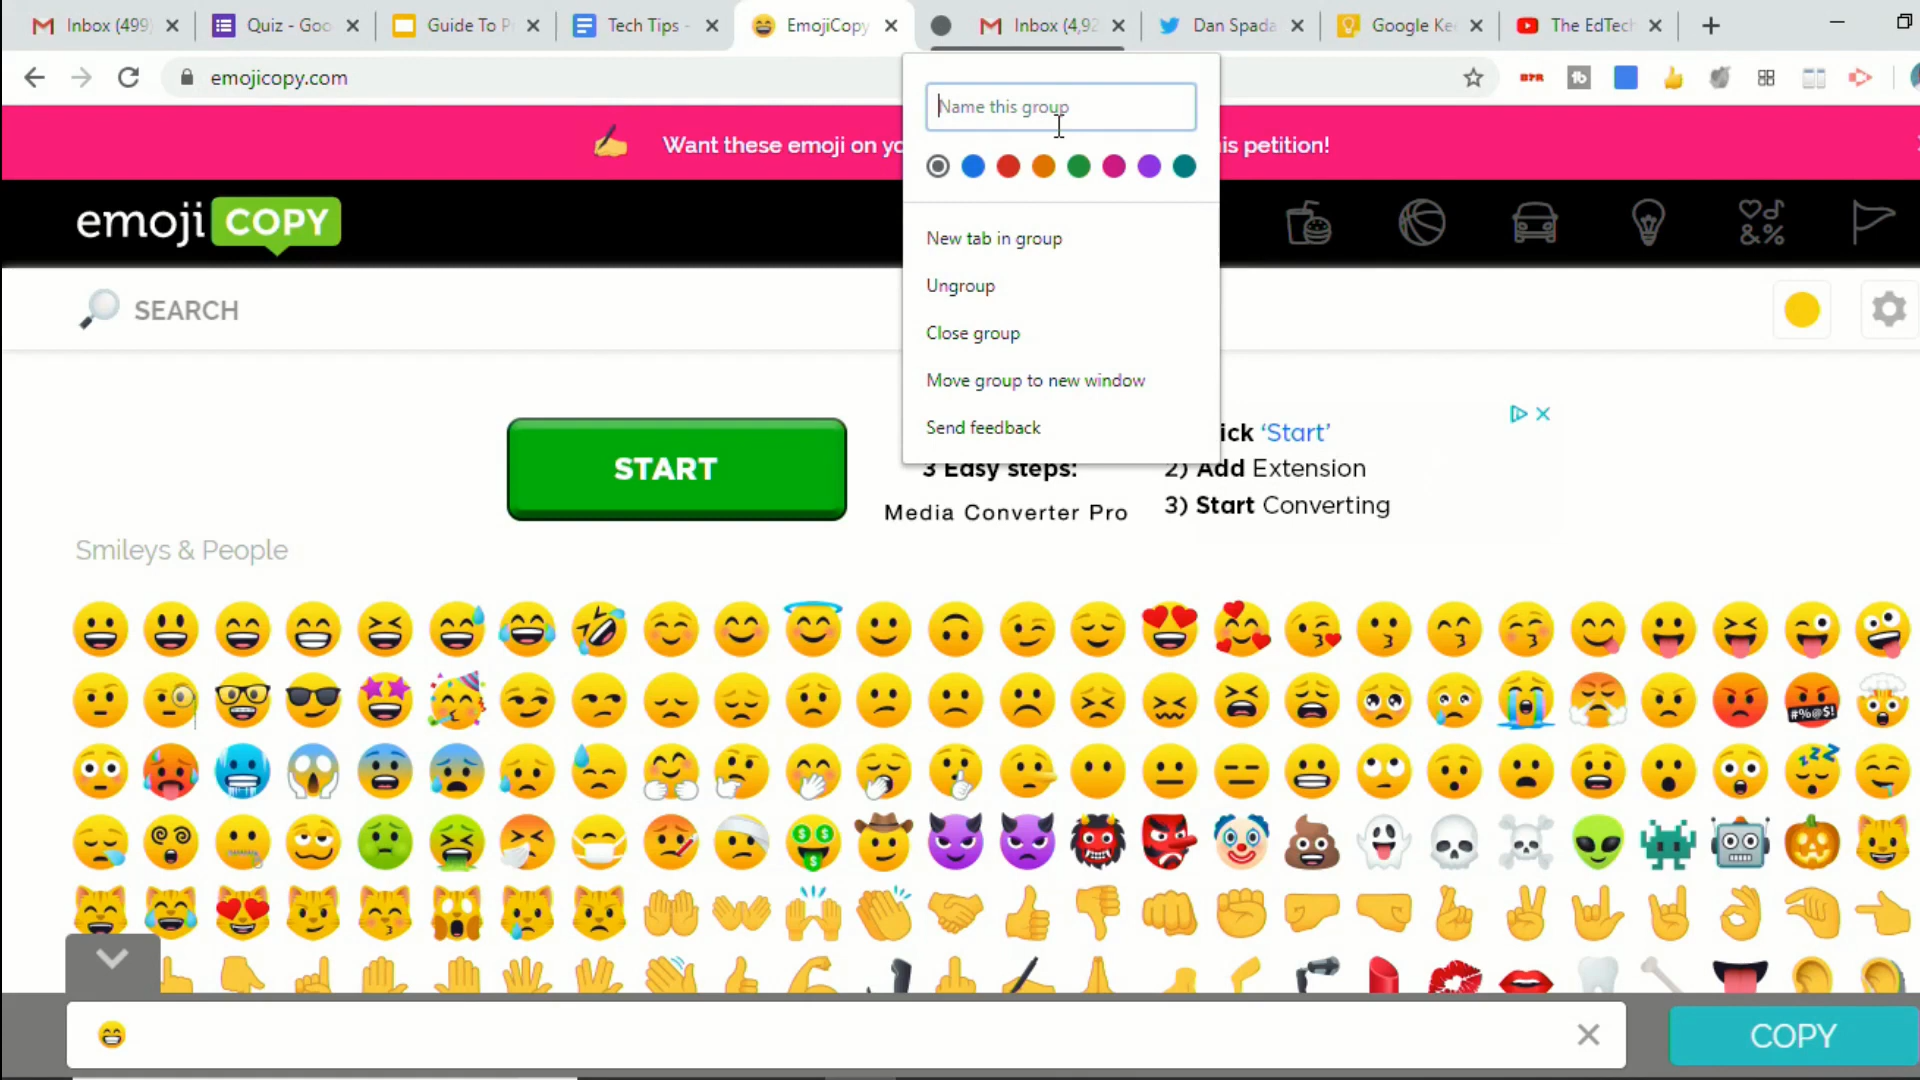 Inbox (499
Quiz - Goo
Guide To P
Tech Tips -
EmojiCopy
Inbox (4,92
Dan Spada
Google Ke
The EdTech
emojicopy.com
Name this group
Want these emoji on yo
is petition!
emoji COPY
New tab in group
Ungroup
Close group
Move group to new window
Send feedback
SEARCH
START
3 Easy steps:
Media Converter Pro
ick ‘Start’
2) Add Extension
3) Start Converting
Smileys & People
COPY